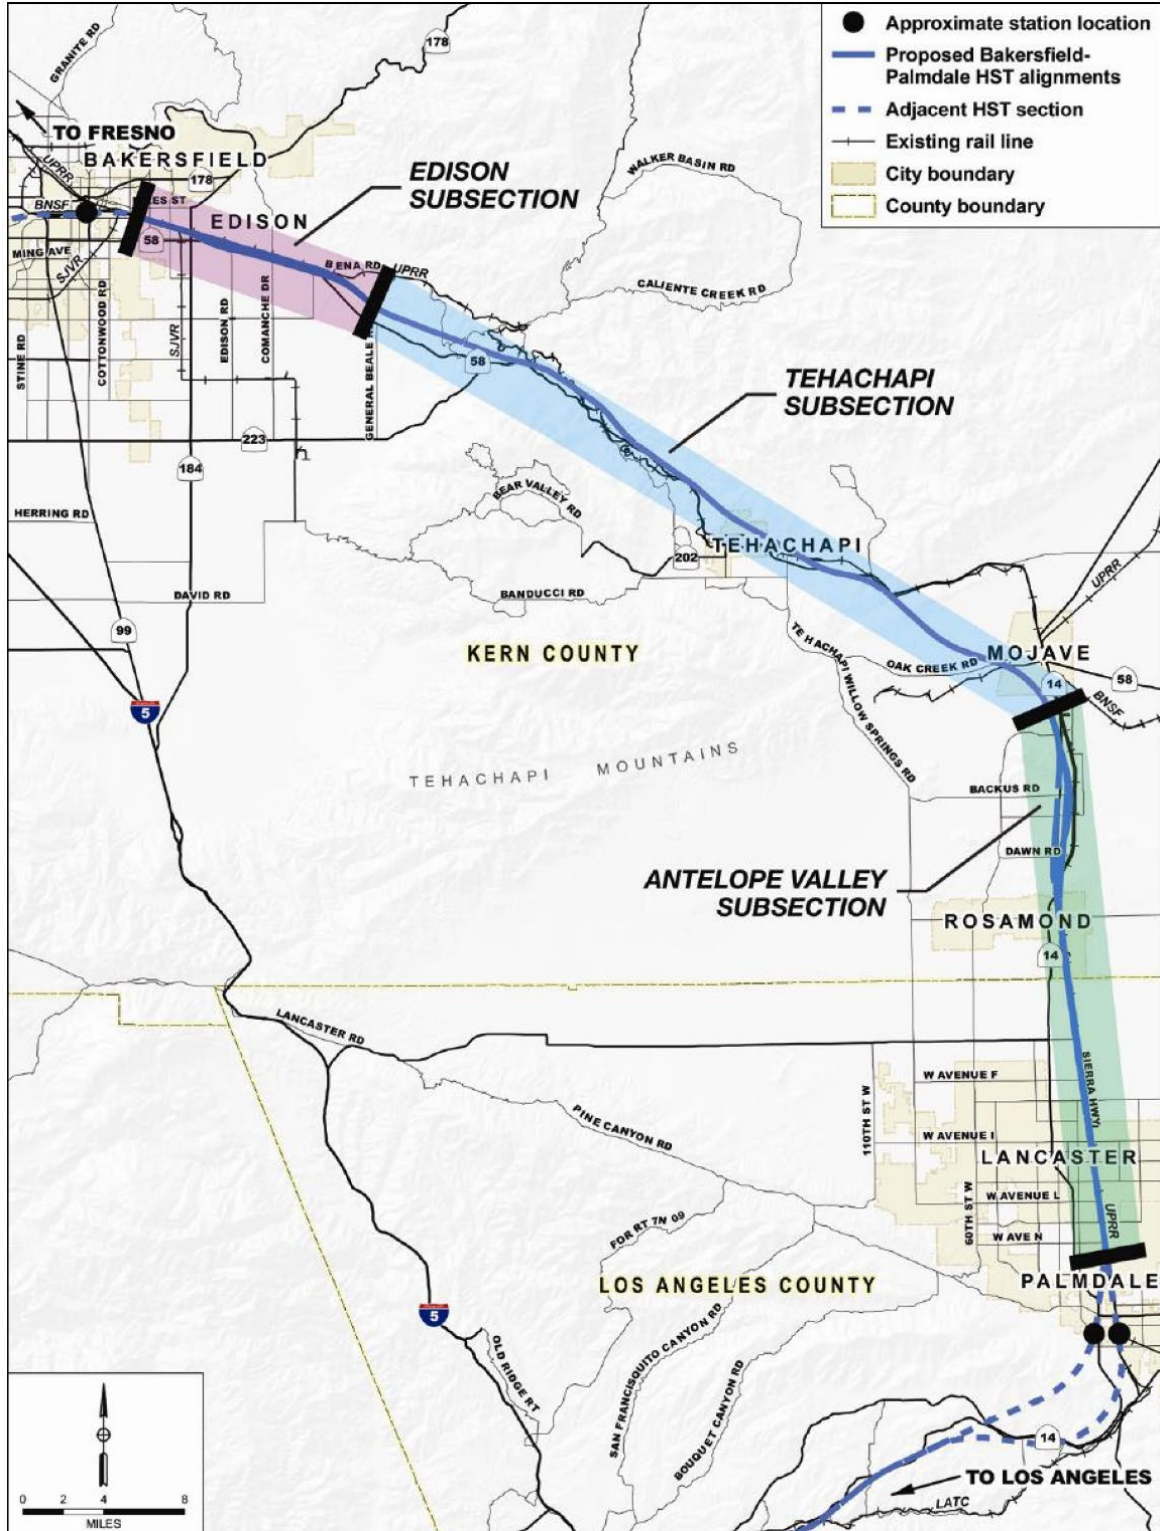 Approximate station location
Proposed Bakersfield-
Palmdale HST alignments
Adjacent HST section
Existing rail line
City boundary
County boundary
GRANITE RD
178
178
TO FRESNO
BAKERSFIELD
UPRR
BNSF
EDISON
58
MING AVE
SJVR
EDISON
SUBSECTION
WALKER BASIN RD
CALIENTE CREEK RD
BENA RD
UPRR
STINE RD
COTTONWOOD RD
SJVR
EDISON RD
COMANCHE DR
GENERAL BEALE
58
TEHACHAPI
SUBSECTION
223
184
HERRING RD
BEAR VALLEY RD
TEHACHAPI
202
DAVID RD
BANDUCCI RD
99
KERN COUNTY
TEHACHAPI WILLOW SPRINGS RD
OAK CREEK RD
MOJAVE
UPRR
58
14
BNSF
5
TEHACHAPI MOUNTAINS
BACKUS RD
DAWN RD
ANTELOPE VALLEY
SUBSECTION
ROSAMOND
14
LANCASTER RD
SIERRA HWY
W AVENUE F
110TH ST W
PINE CANYON RD
W AVENUE I
LANCASTER
W AVENUE L
60TH ST W
UPRR
W AVE N
FOR RT 7N 09
LOS ANGELES COUNTY
PALMDALE
5
OLD RIDGE RT
SAN FRANCISQUITO CANYON RD
BOUQUET CANYON RD
14
TO LOS ANGELES
LATC
0 2 4 8
MILES